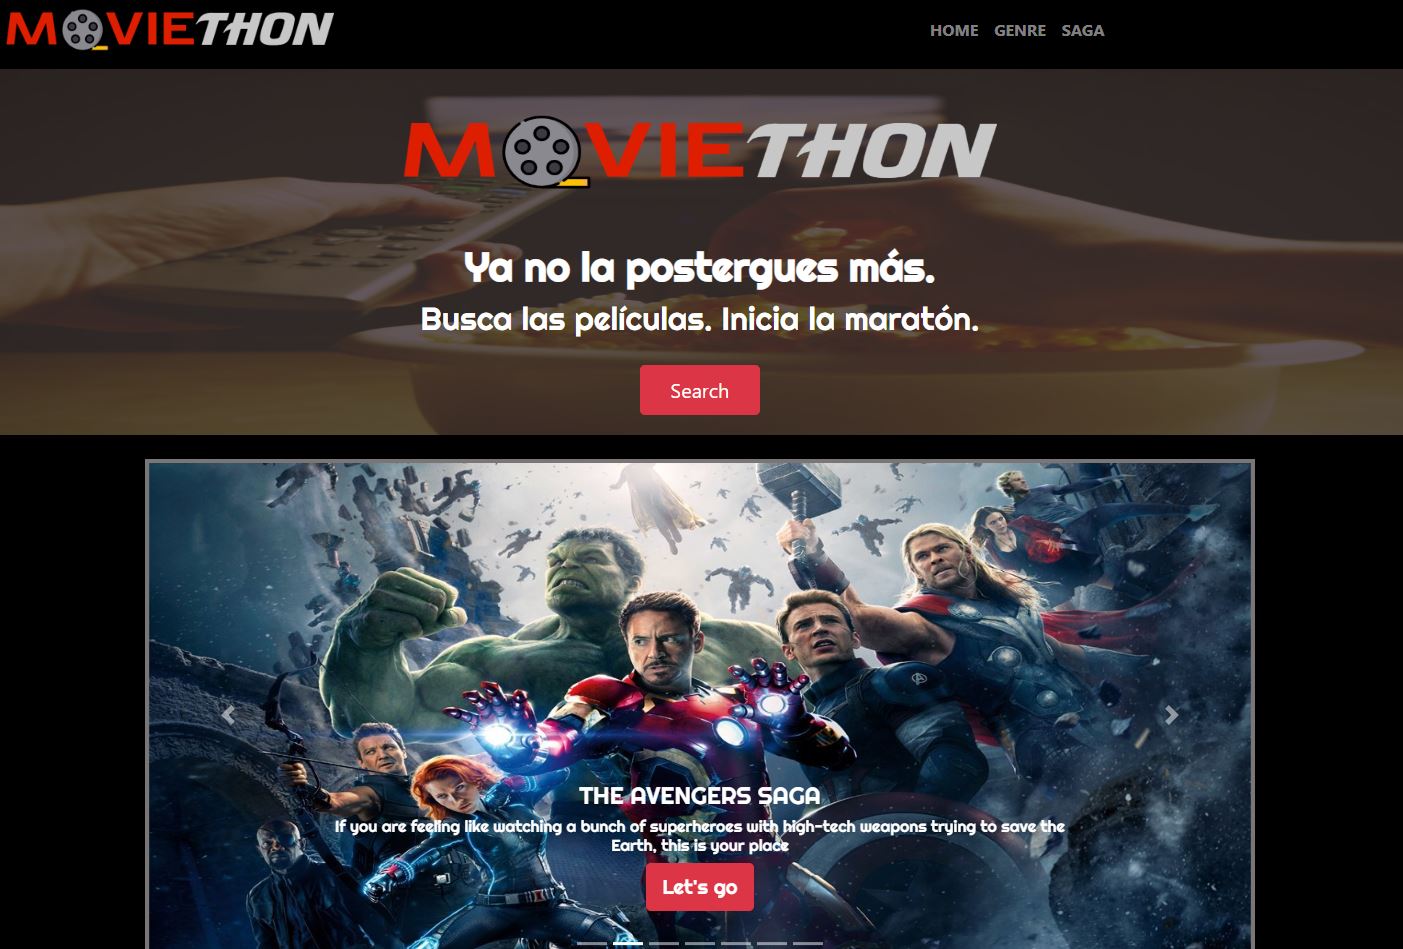 MOVIETHON
HOME GENRE SAGA
MOVIETHON
Ya no la postergues más.
Busca las películas. Inicia la maratón.
Search
THE AVENGERS SAGA
If you are feeling like watching a bunch of superheroes with high-tech weapons trying to save the
Earth, this is your place
Let's go